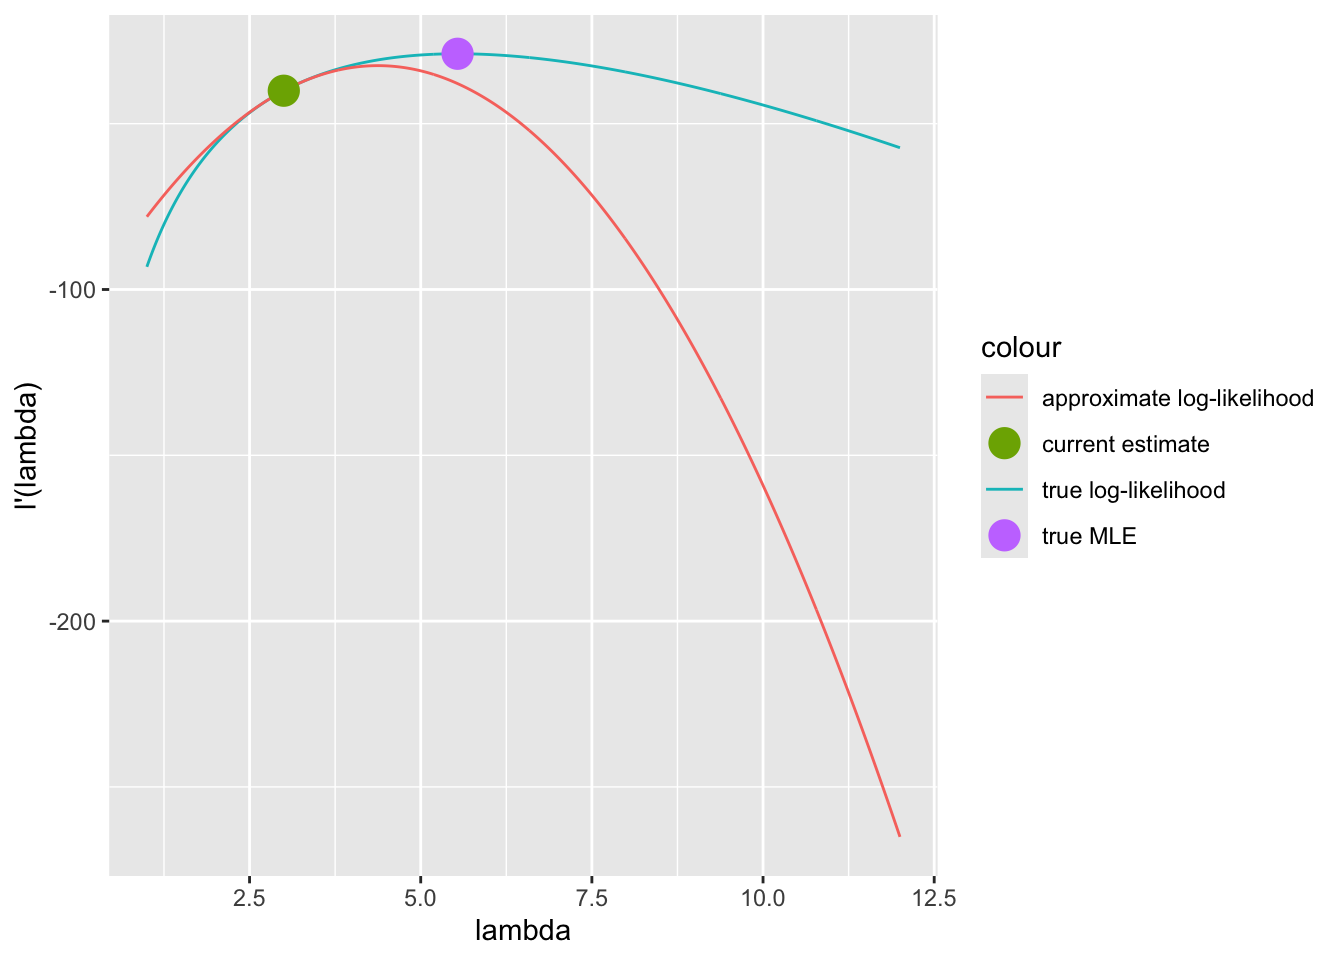 l'(lambda)
-100
-200
2.5
5.0
7.5
10.0
12.5
lambda
colour
approximate log-likelihood
current estimate
true log-likelihood
true MLE